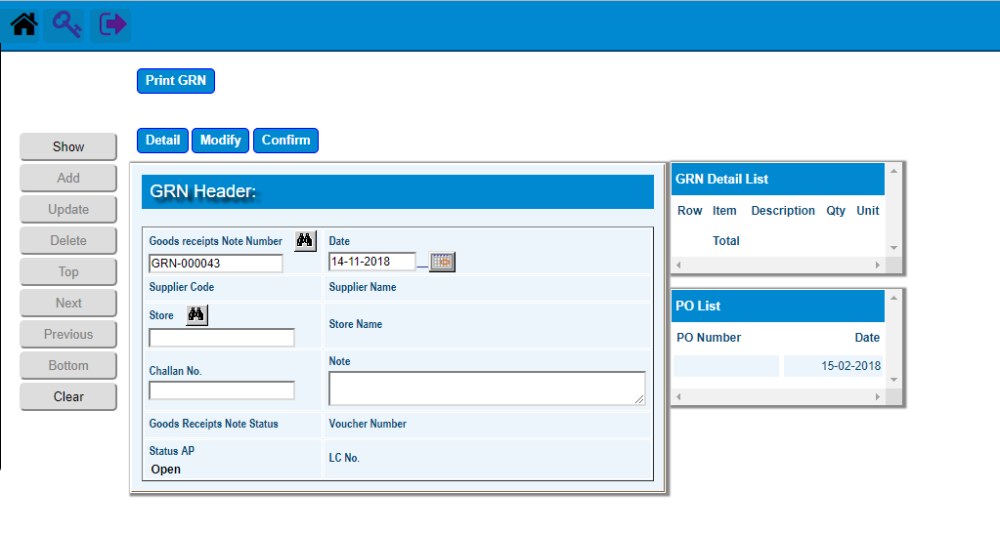 Print GRN
Detail Modify Confirm
Show
Add
Update
Delete
Top
Next
Previous
Bottom
Clear
GRN Header:
Goods receipts Note Number Date
GRN-000043 14-11-2018
Supplier Code Supplier Name
Store Store Name
Challan No. Note
Goods Receipts Note Status Voucher Number
Status AP LC No.
Open
GRN Detail List
Row Item Description Qty Unit
Total
PO List
PO Number Date
15-02-2018